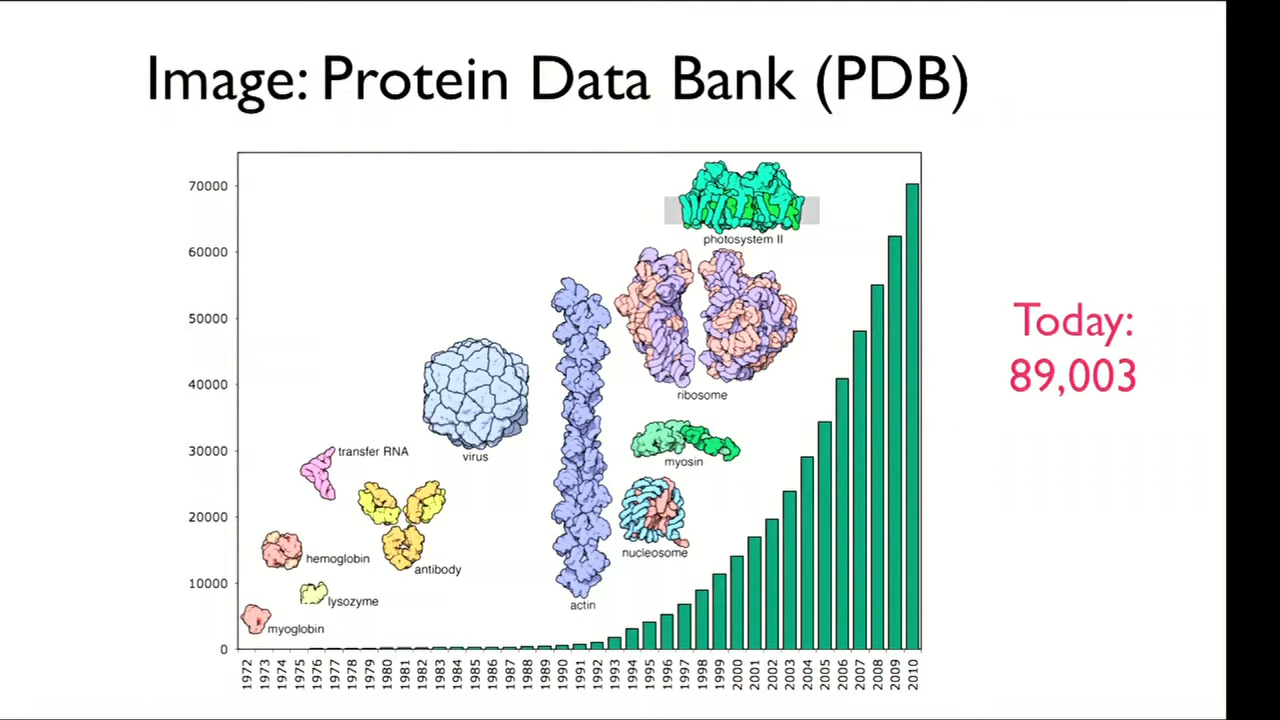 Image: Protein Data Bank (PDB)
70000
60000
50000
40000
30000
20000
10000
0
photosystem II
ribosome
virus
transfer RNA
myosin
nucleosome
hemoglobin
antibody
lysozyme
actin
myoglobin
1972 1973 1974 1975 1976 1977 1978 1979 1980 1981 1982 1983 1984 1985 1986 1987 1988 1989 1990 1991 1992 1993 1994 1995 1996 1997 1998 1999 2000 2001 2002 2003 2004 2005 2006 2007 2008 2009 2010
Today:
89,003